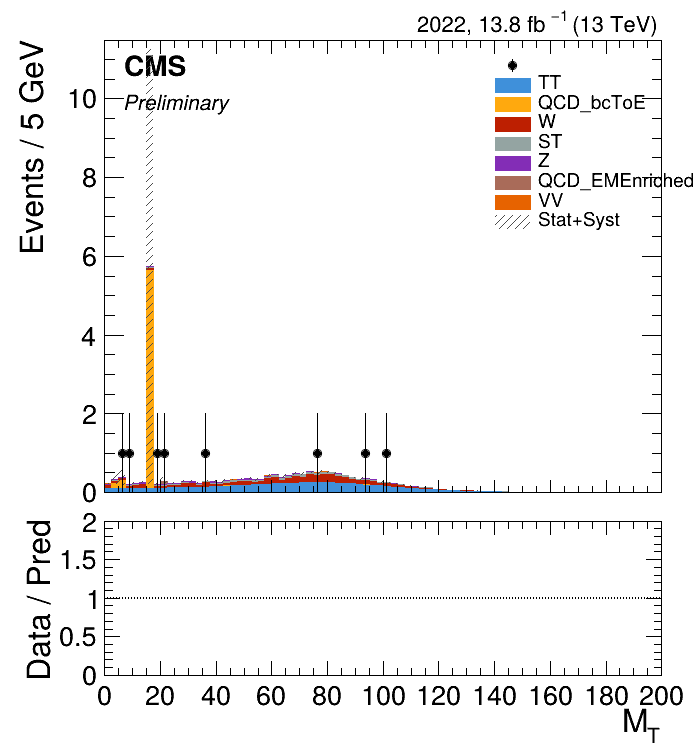 2022, 13.8 fb⁻¹ (13 TeV)
CMS
Preliminary
TT
QCD_bcToE
W
ST
Z
QCD_EMEnriched
VV
Stat+Syst
Events / 5 GeV
10
8
6
4
2
0
Data / Pred
2
1.5
1
0.5
0
0 20 40 60 80 100 120 140 160 180 200
M_T